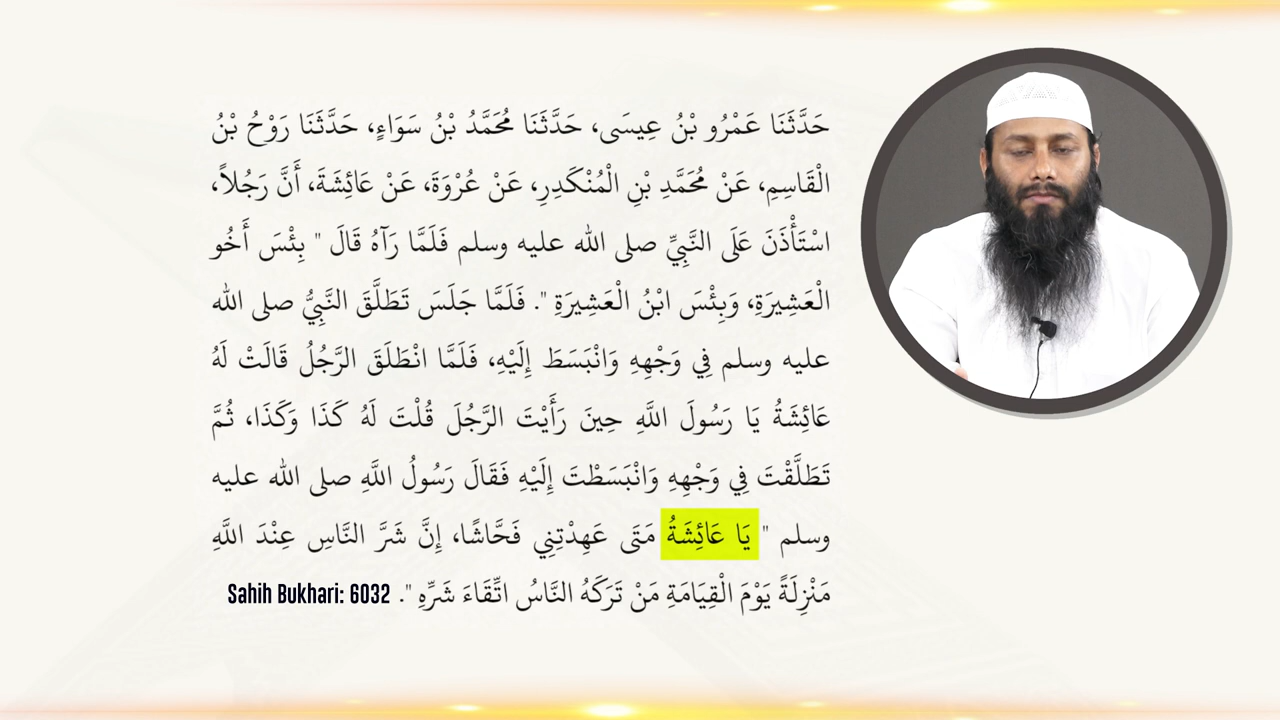 حَدَّثَنَا عَمْرُو بْنُ عِيسَى، حَدَّثَنَا مُحَمَّدُ بْنُ سَوَاءٍ، حَدَّثَنَا رَوْحُ بْنُ
الْقَاسِمِ، عَنْ مُحَمَّدِ بْنِ الْمُنْكَدِرِ، عَنْ عُرْوَةَ، عَنْ عَائِشَةَ، أَنَّ رَجُلاً،
اسْتَأْذَنَ عَلَى النَّبِيِّ صلى الله عليه وسلم فَلَمَّا رَآهُ قَالَ " بِئْسَ أَخُو
الْعَشِيرَةِ، وَبِئْسَ ابْنُ الْعَشِيرَةِ ". فَلَمَّا جَلَسَ تَطَلَّقَ النَّبِيُّ صلى الله
عليه وسلم فِي وَجْهِهِ وَانْبَسَطَ إِلَيْهِ، فَلَمَّا انْطَلَقَ الرَّجُلُ قَالَتْ لَهُ
عَائِشَةُ يَا رَسُولَ اللَّهِ حِينَ رَأَيْتَ الرَّجُلَ قُلْتَ لَهُ كَذَا وَكَذَا، ثُمَّ
تَطَلَّقْتَ فِي وَجْهِهِ وَانْبَسَطْتَ إِلَيْهِ فَقَالَ رَسُولُ اللَّهِ صلى الله عليه
وسلم " يَا عَائِشَةُ مَتَى عَهِدْتِنِي فَحَّاشًا، إِنَّ شَرَّ النَّاسِ عِنْدَ اللَّهِ
مَنْزِلَةً يَوْمَ الْقِيَامَةِ مَنْ تَرَكَهُ النَّاسُ اتِّقَاءَ شَرِّهِ ". Sahih Bukhari: 6032